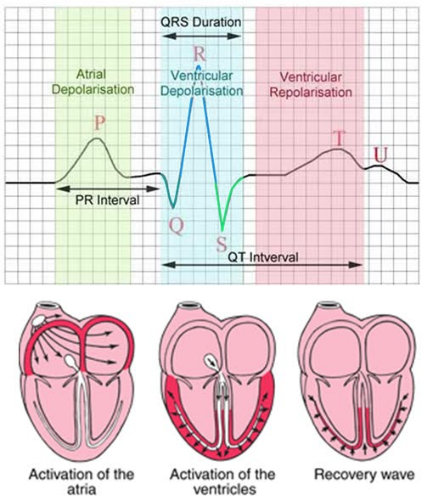 QRS Duration
R
Atrial
Depolarisation
Ventricular
Depolarisation
Ventricular
Repolarisation
P
T
U
PR Interval
Q
S
QT Intverval
Activation of the
atria
Activation of the
ventricles
Recovery wave